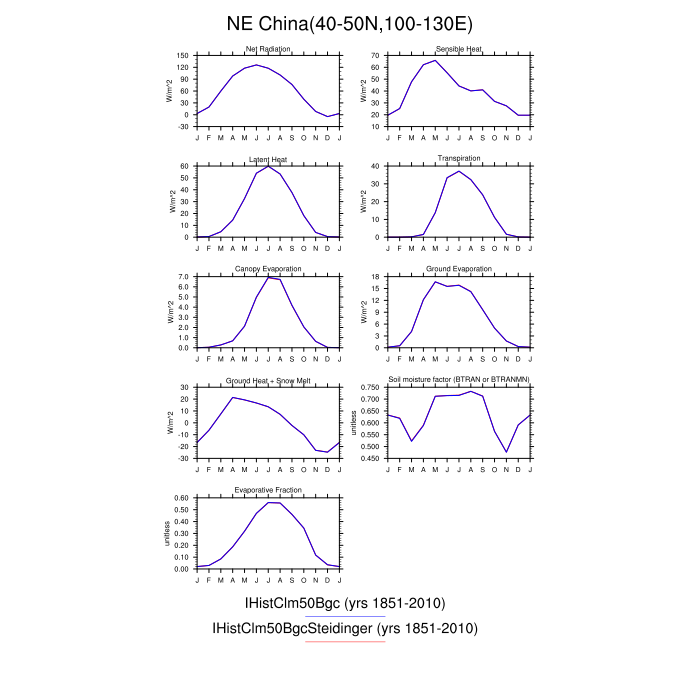 NE China(40-50N,100-130E)
Net Radiation
W/m^2
150
120
90
60
30
0
-30
J F M A M J J A S O N D J
Sensible Heat
W/m^2
70
60
50
40
30
20
10
J F M A M J J A S O N D J
Latent Heat
W/m^2
60
50
40
30
20
10
0
J F M A M J J A S O N D J
Transpiration
W/m^2
40
30
20
10
0
J F M A M J J A S O N D J
Canopy Evaporation
W/m^2
7.0
6.0
5.0
4.0
3.0
2.0
1.0
0.0
J F M A M J J A S O N D J
Ground Evaporation
W/m^2
18
15
12
9
6
3
0
J F M A M J J A S O N D J
Ground Heat + Snow Melt
W/m^2
30
20
10
0
-10
-20
-30
J F M A M J J A S O N D J
Soil moisture factor (BTRAN or BTRANMN)
unitless
0.750
0.700
0.650
0.600
0.550
0.500
0.450
J F M A M J J A S O N D J
Evaporative Fraction
unitless
0.60
0.50
0.40
0.30
0.20
0.10
0.00
J F M A M J J A S O N D J
IHistClm50Bgc (yrs 1851-2010)
IHistClm50BgcSteidinger (yrs 1851-2010)